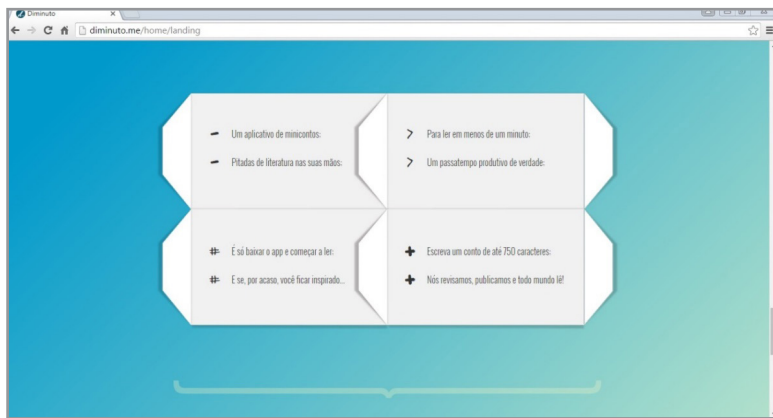 Diminuto
diminuto.me/home/landing
- Um aplicativo de minicontos:
- Pitadas de literatura nas suas mãos:
> Para ler em menos de um minuto:
> Um passatempo produtivo de verdade:
# É só baixar o app e começar a ler:
# E se, por acaso, você ficar inspirado...
+ Escreva um conto de até 750 caracteres:
+ Nós revisamos, publicamos e todo mundo lê!